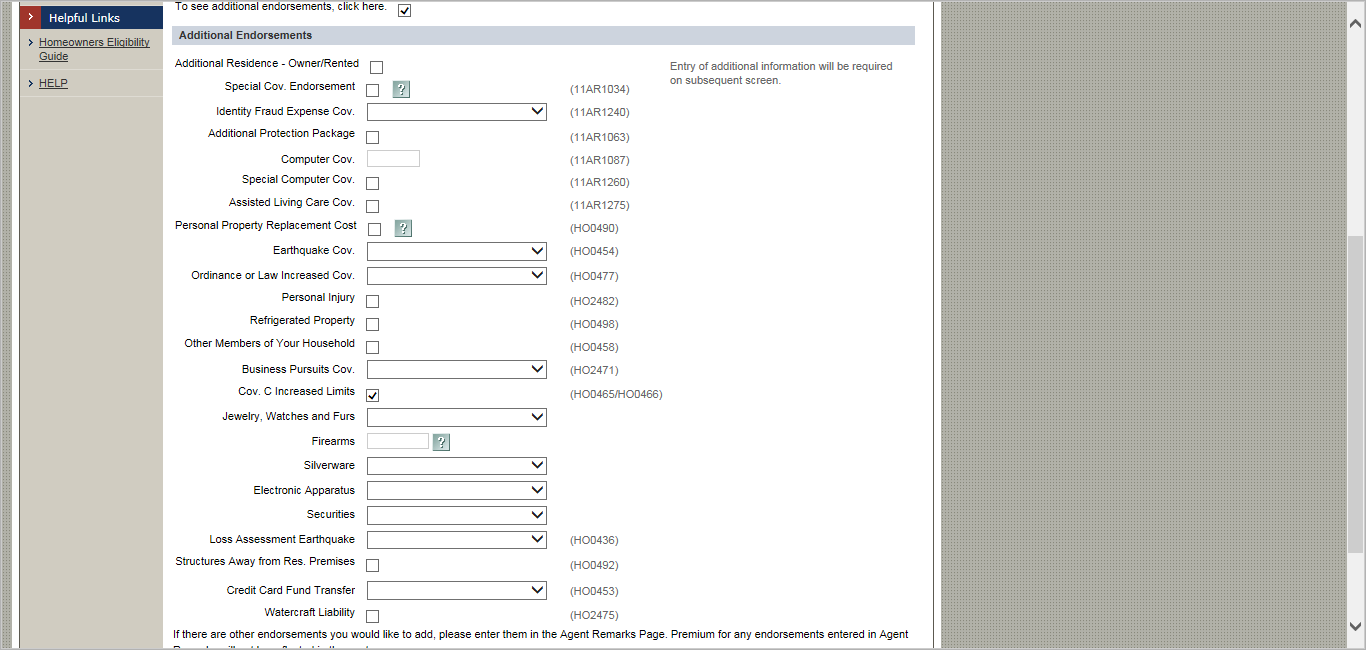 To see additional endorsements, click here.
Helpful Links
Homeowners Eligibility
Guide
HELP
Additional Endorsements
Additional Residence - Owner/Rented
Entry of additional information will be required
on subsequent screen.
Special Cov. Endorsement ? (11AR1034)
Identity Fraud Expense Cov. (11AR1240)
Additional Protection Package (11AR1063)
Computer Cov. (11AR1087)
Special Computer Cov. (11AR1260)
Assisted Living Care Cov. (11AR1275)
Personal Property Replacement Cost ? (HO0490)
Earthquake Cov. (HO0454)
Ordinance or Law Increased Cov. (HO0477)
Personal Injury (HO2482)
Refrigerated Property (HO0498)
Other Members of Your Household (HO0458)
Business Pursuits Cov. (HO2471)
Cov. C Increased Limits (HO0465/HO0466)
Jewelry, Watches and Furs
Firearms ?
Silverware
Electronic Apparatus
Securities
Loss Assessment Earthquake (HO0436)
Structures Away from Res. Premises (HO0492)
Credit Card Fund Transfer (HO0453)
Watercraft Liability (HO2475)
If there are other endorsements you would like to add, please enter them in the Agent Remarks Page. Premium for any endorsements entered in Agent